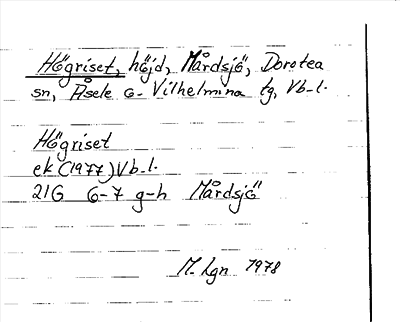 Högriset, höjd, Mårdsjö, Dorotea
sn, Åsele o. Vilhelmina tg, Vb-l.
Högriset
ek (1977) Vb-l.
21G 6-7 g-h Mårdsjö
M. Lgn 1978